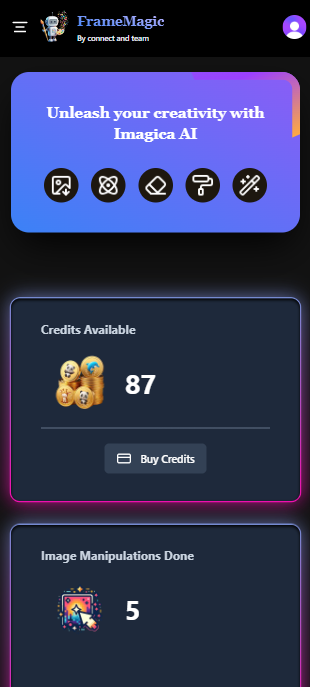 FrameMagic
By connect and team
Unleash your creativity with
Imagica AI
Credits Available
87
Buy Credits
Image Manipulations Done
5